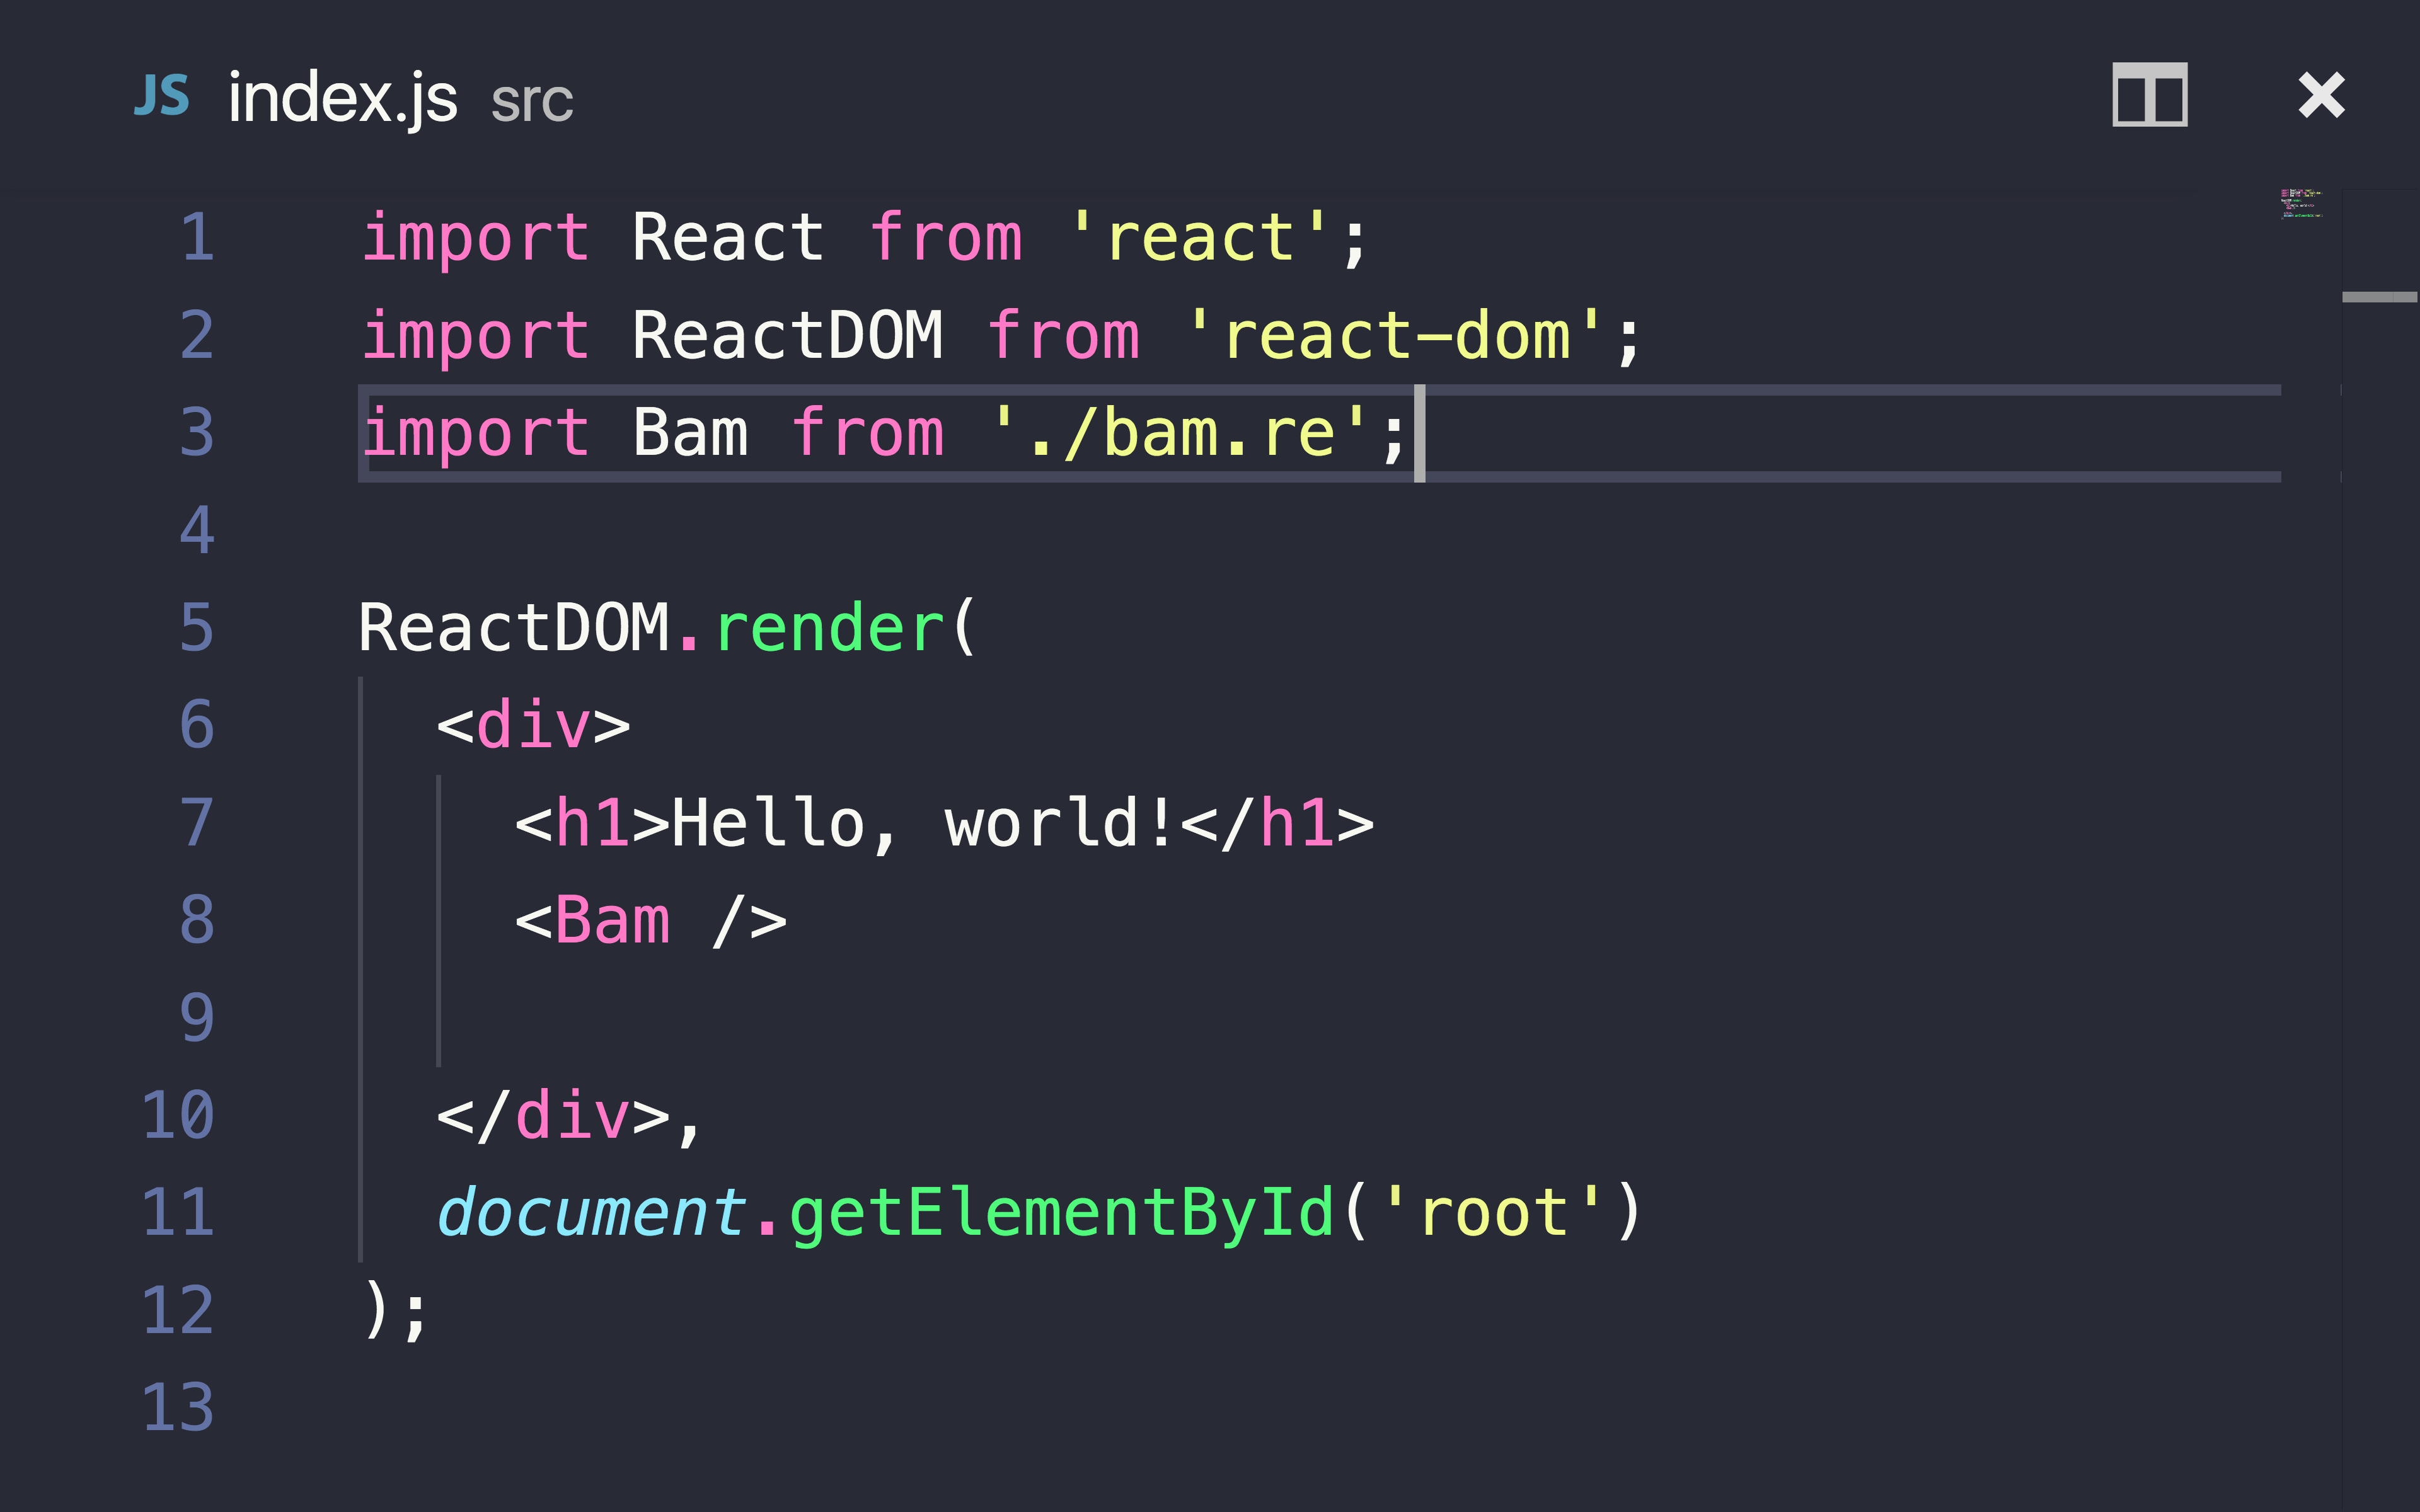 JS index.js src
1 import React from 'react';
2 import ReactDOM from 'react-dom';
3 import Bam from './bam.re';
4
5 ReactDOM.render(
6   <div>
7     <h1>Hello, world!</h1>
8     <Bam />
9
10   </div>,
11   document.getElementById('root')
12 );
13